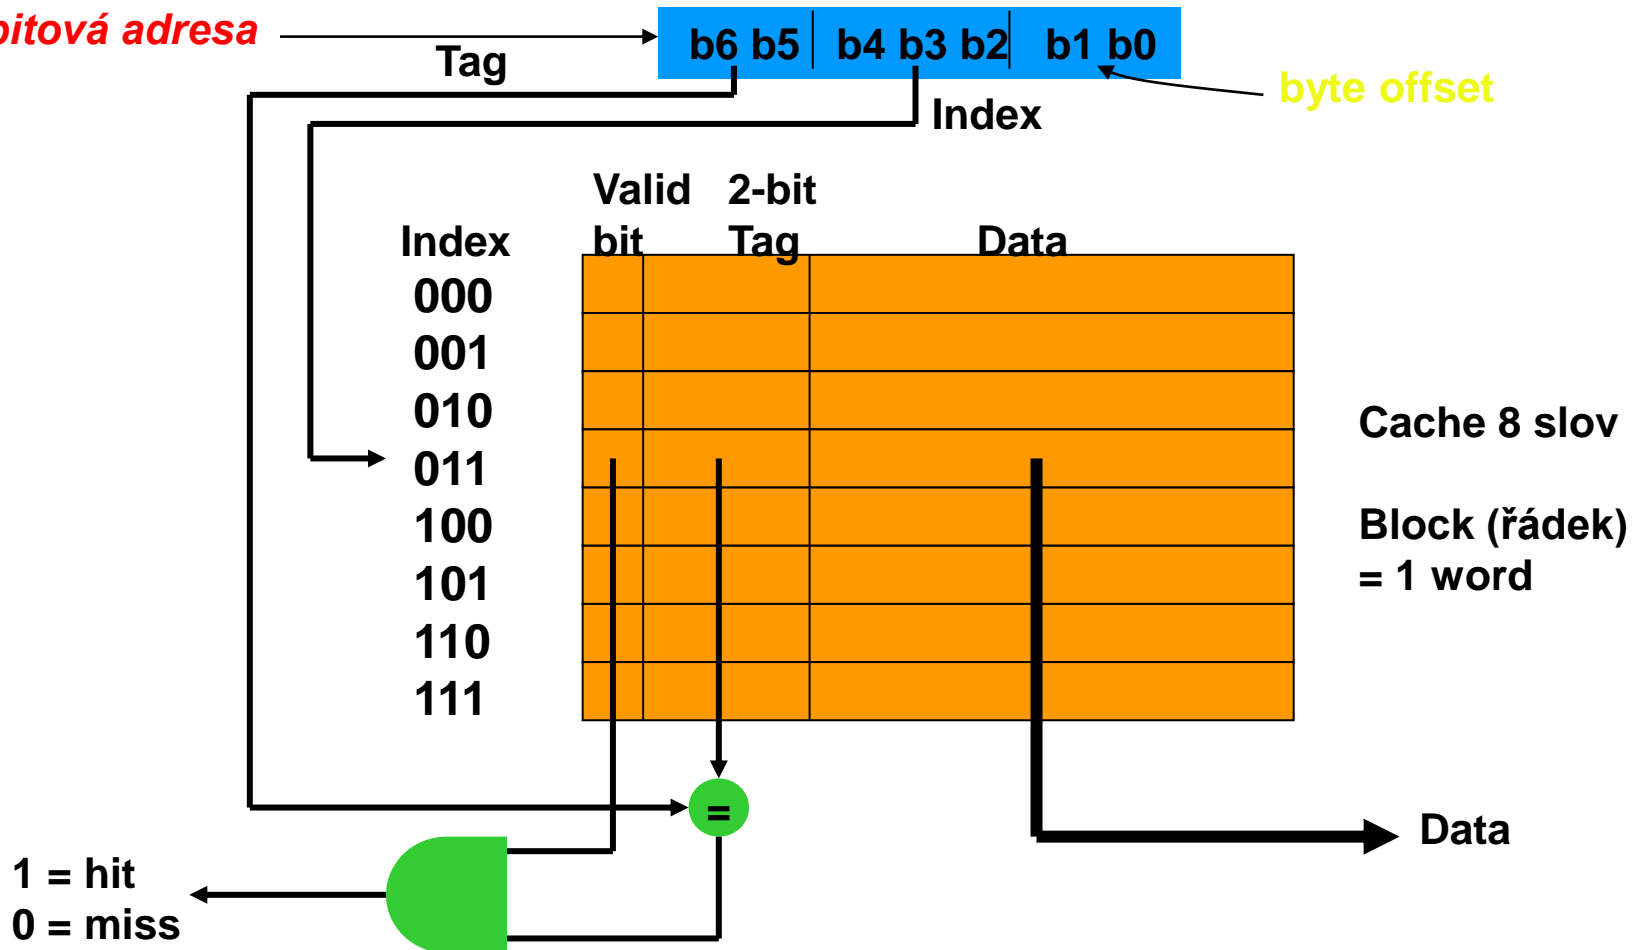 bitová adresa
b6 b5 b4 b3 b2 b1 b0
Tag
byte offset
Index
Valid 2-bit
Index bit Tag Data
000
001
010
011
100
101
110
111
Cache 8 slov
Block (řádek)
= 1 word
=
Data
1 = hit
0 = miss